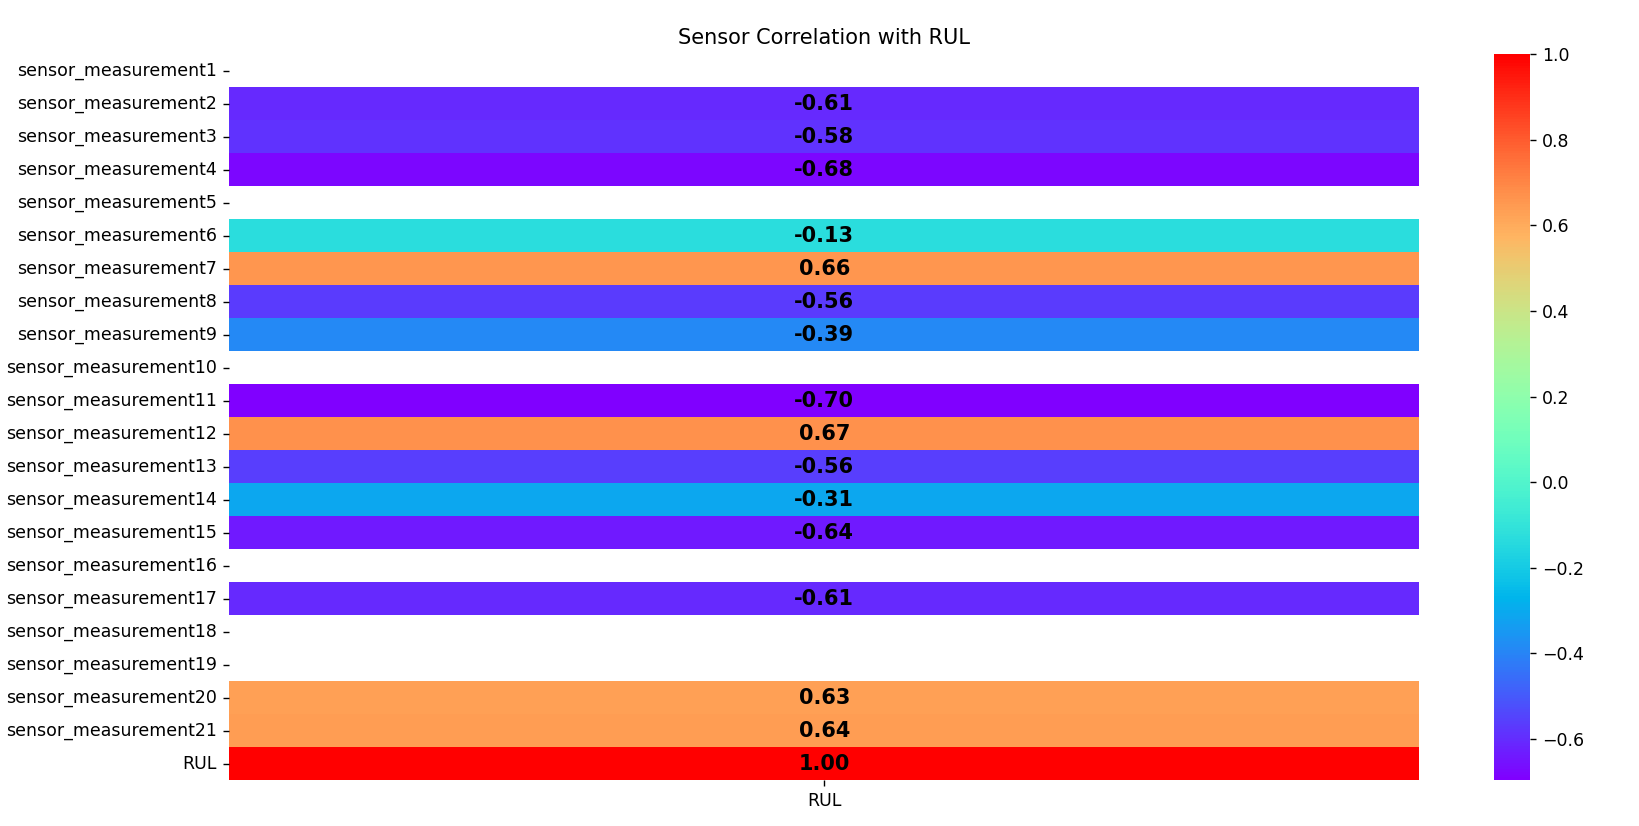 Sensor Correlation with RUL
sensor_measurement1
sensor_measurement2 -0.61
sensor_measurement3 -0.58
sensor_measurement4 -0.68
sensor_measurement5
sensor_measurement6 -0.13
sensor_measurement7 0.66
sensor_measurement8 -0.56
sensor_measurement9 -0.39
sensor_measurement10
sensor_measurement11 -0.70
sensor_measurement12 0.67
sensor_measurement13 -0.56
sensor_measurement14 -0.31
sensor_measurement15 -0.64
sensor_measurement16
sensor_measurement17 -0.61
sensor_measurement18
sensor_measurement19
sensor_measurement20 0.63
sensor_measurement21 0.64
RUL 1.00
RUL
1.0
0.8
0.6
0.4
0.2
0.0
−0.2
−0.4
−0.6